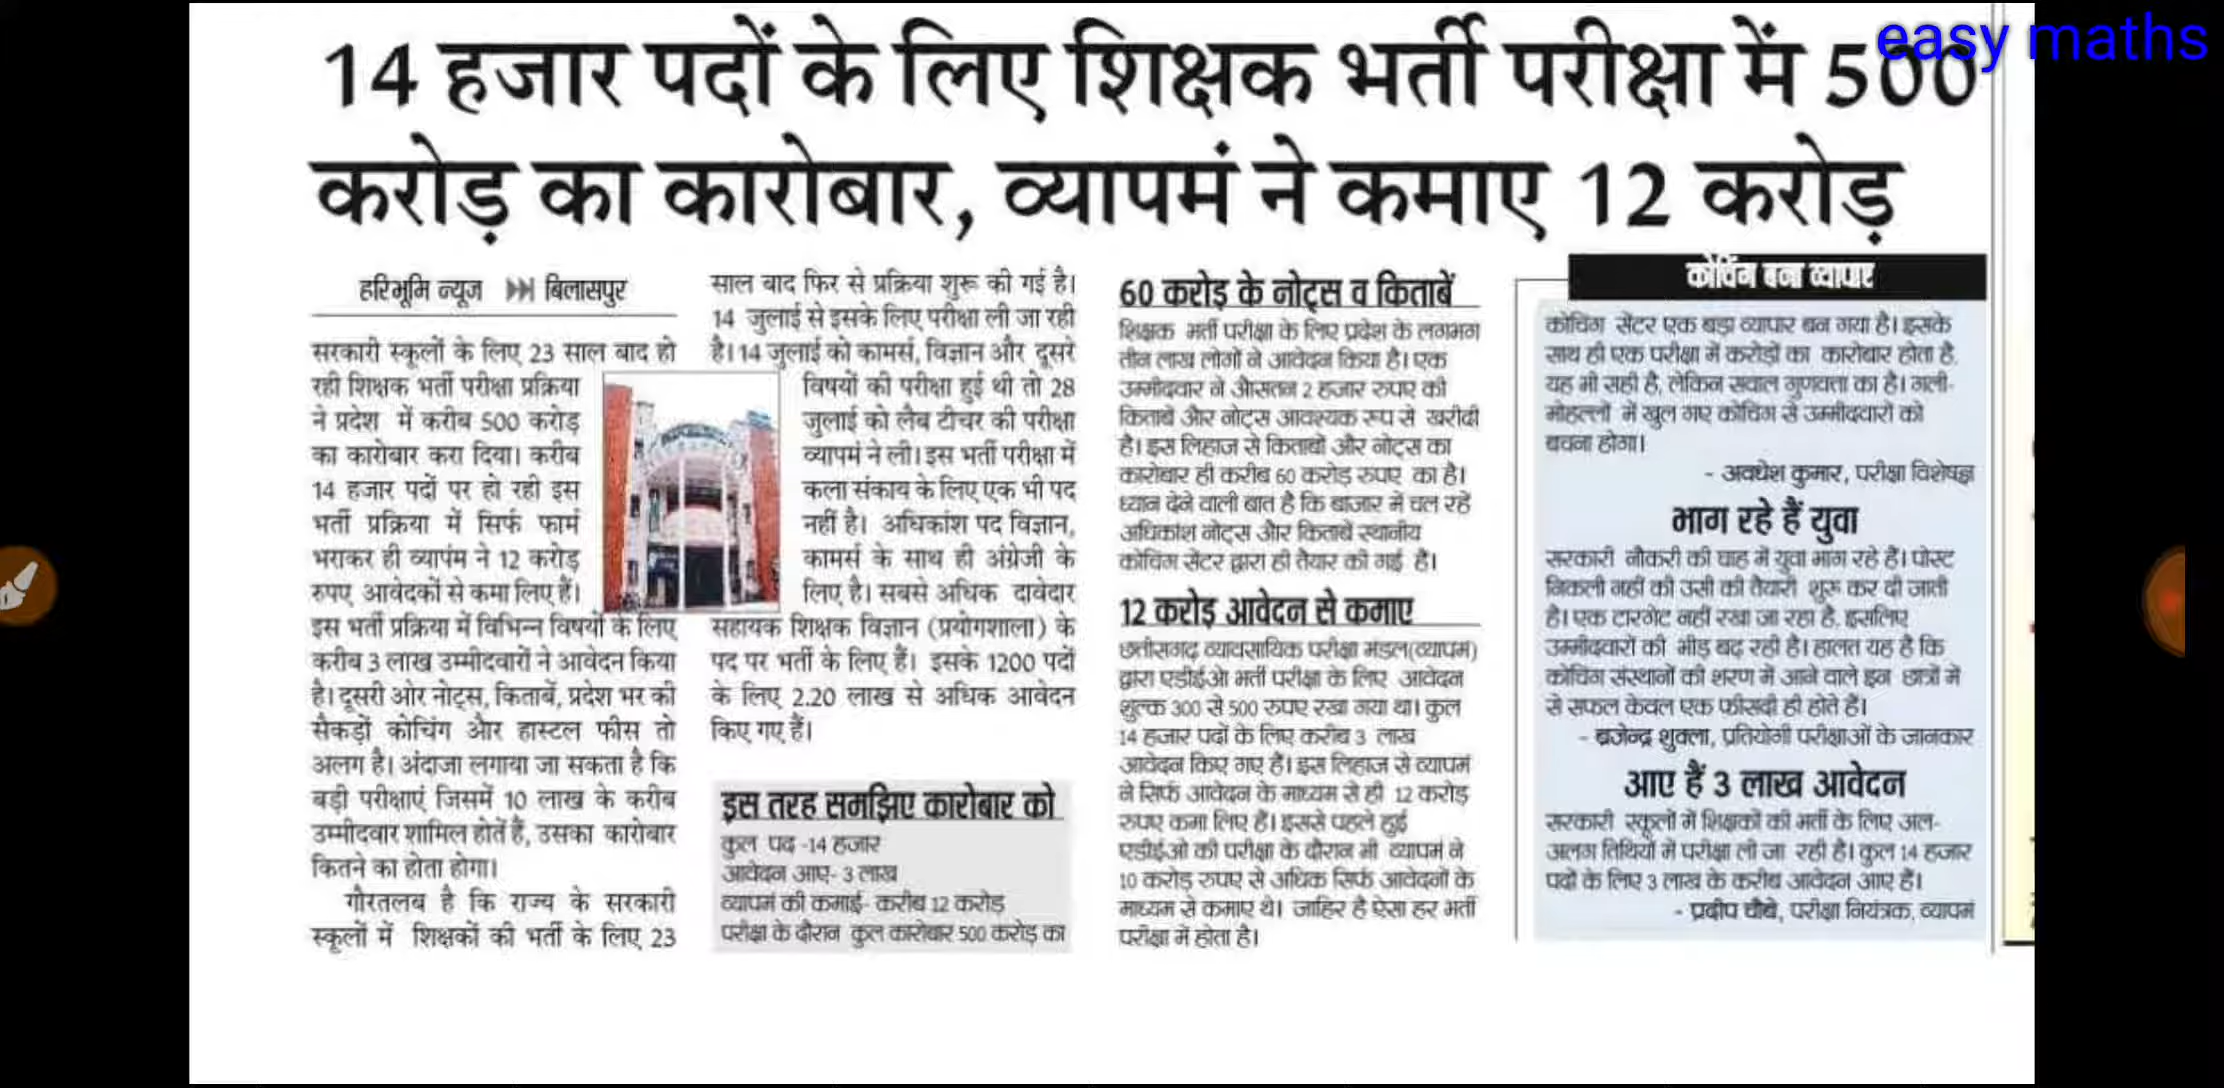 easy maths
14 हजार पदों के लिए शिक्षक भर्ती परीक्षा में 500
करोड़ का कारोबार, व्यापमं ने कमाए 12 करोड़
हरिभूमि न्यूज बिलासपुर
सरकारी स्कूलों के लिए 23 साल बाद हो
रही शिक्षक भर्ती परीक्षा प्रक्रिया
ने प्रदेश में करीब 500 करोड़
का कारोबार करा दिया। करीब
14 हजार पदों पर हो रही इस
भर्ती प्रक्रिया में सिर्फ फार्म
भराकर ही व्यापंम ने 12 करोड़
रुपए आवेदकों से कमा लिए हैं।
इस भर्ती प्रक्रिया में विभिन्न विषयों के लिए
करीब 3 लाख उम्मीदवारों ने आवेदन किया
है। दूसरी ओर नोट्स, किताबें, प्रदेश भर की
सैकड़ों कोचिंग और हास्टल फीस तो
अलग है। अंदाजा लगाया जा सकता है कि
बड़ी परीक्षाएं जिसमें 10 लाख के करीब
उम्मीदवार शामिल होतें हैं, उसका कारोबार
कितने का होता होगा।
गौरतलब है कि राज्य के सरकारी
स्कूलों में शिक्षकों की भर्ती के लिए 23
साल बाद फिर से प्रक्रिया शुरू की गई है।
14 जुलाई से इसके लिए परीक्षा ली जा रही
है। 14 जुलाई को कामर्स, विज्ञान और दूसरे
विषयों की परीक्षा हुई थी तो 28
जुलाई को लैब टीचर की परीक्षा
व्यापमं ने ली। इस भर्ती परीक्षा में
कला संकाय के लिए एक भी पद
नहीं है। अधिकांश पद विज्ञान,
कामर्स के साथ ही अंग्रेजी के
लिए है। सबसे अधिक दावेदार
सहायक शिक्षक विज्ञान (प्रयोगशाला) के
पद पर भर्ती के लिए हैं। इसके 1200 पदों
के लिए 2.20 लाख से अधिक आवेदन
किए गए हैं।
इस तरह समझिए कारोबार को
कुल पद -14 हजार
आवेदन आए- 3 लाख
व्यापमं की कमाई- करीब 12 करोड़
परीक्षा के दौरान कुल कारोबार 500 करोड़ का
60 करोड़ के नोट्स व किताबें
शिक्षक भर्ती परीक्षा के लिए प्रदेश के लगभग
तीन लाख लोगों ने आवेदन किया है। एक
उम्मीदवार ने औसतन 2 हजार रुपए की
किताबें और नोट्स आवश्यक रूप से खरीदी
है। इस लिहाज से किताबों और नोट्स का
कारोबार ही करीब 60 करोड़ रुपए का है।
ध्यान देने वाली बात है कि बाजार में चल रहे
अधिकांश नोट्स और किताबें स्थानीय
कोचिंग सेंटर द्वारा ही तैयार की गई हैं।
12 करोड़ आवेदन से कमाए
छत्तीसगढ़ व्यावसायिक परीक्षा मंडल(व्यापमं)
द्वारा एडीईओ भर्ती परीक्षा के लिए आवेदन
शुल्क 300 से 500 रुपए रखा गया था। कुल
14 हजार पदों के लिए करीब 3 लाख
आवेदन किए गए हैं। इस लिहाज से व्यापमं
ने सिर्फ आवेदन के माध्यम से ही 12 करोड़
रुपए कमा लिए हैं। इससे पहले हुई
एडीईओ की परीक्षा के दौरान भी व्यापमं ने
10 करोड़ रुपए से अधिक सिर्फ आवेदनों के
माध्यम से कमाए थे। जाहिर है ऐसा हर भर्ती
परीक्षा में होता है।
कोचिंग बना व्यापार
कोचिंग सेंटर एक बड़ा व्यापार बन गया है। इसके
साथ ही एक परीक्षा में करोड़ों का कारोबार होता है,
यह भी सही है, लेकिन सवाल गुणवत्ता का है। गली-
मोहल्लों में खुल गए कोचिंग से उम्मीदवारों को
बचना होगा।
- अवधेश कुमार, परीक्षा विशेषज्ञ
भाग रहे हैं युवा
सरकारी नौकरी की चाह में युवा भाग रहे हैं। पोस्ट
निकली नहीं की उसी की तैयारी शुरू कर दी जाती
है। एक टारगेट नहीं रखा जा रहा है, इसलिए
उम्मीदवारों की भीड़ बढ़ रही है। हालत यह है कि
कोचिंग संस्थानों की शरण में आने वाले इन छात्रों में
से सफल केवल एक फीसदी ही होते हैं।
- ब्रजेन्द्र शुक्ला, प्रतियोगी परीक्षाओं के जानकार
आए हैं 3 लाख आवेदन
सरकारी स्कूलों में शिक्षकों की भर्ती के लिए अल-
अलग तिथियों में परीक्षा ली जा रही है। कुल 14 हजार
पदों के लिए 3 लाख के करीब आवेदन आए हैं।
- प्रदीप चौबे, परीक्षा नियंत्रक, व्यापमं